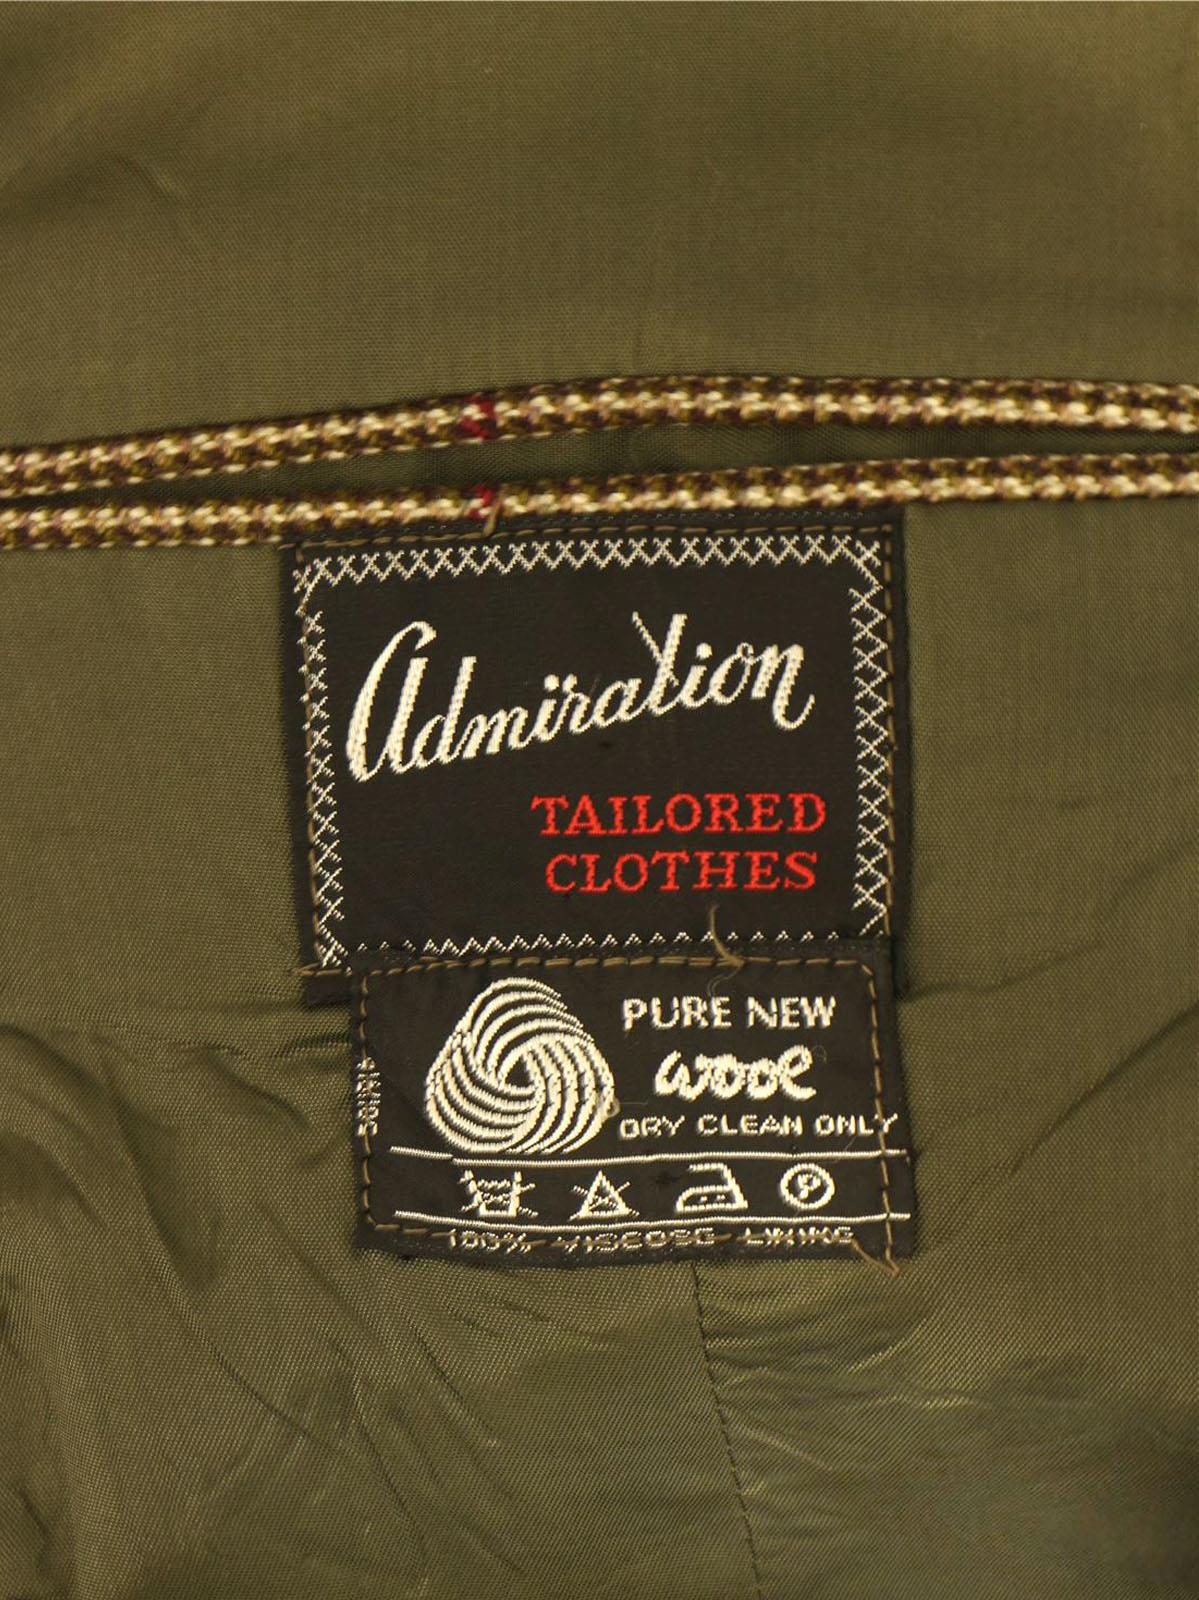 Admiration
TAILORED
CLOTHES
PURE NEW
wool
DRY CLEAN ONLY
P
100% VISCOSE LINING